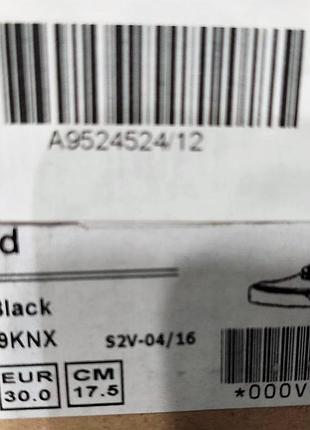 A9524524/12
d
Black
9KNX S2V-04/16
EUR CM
30.0 17.5
*000V